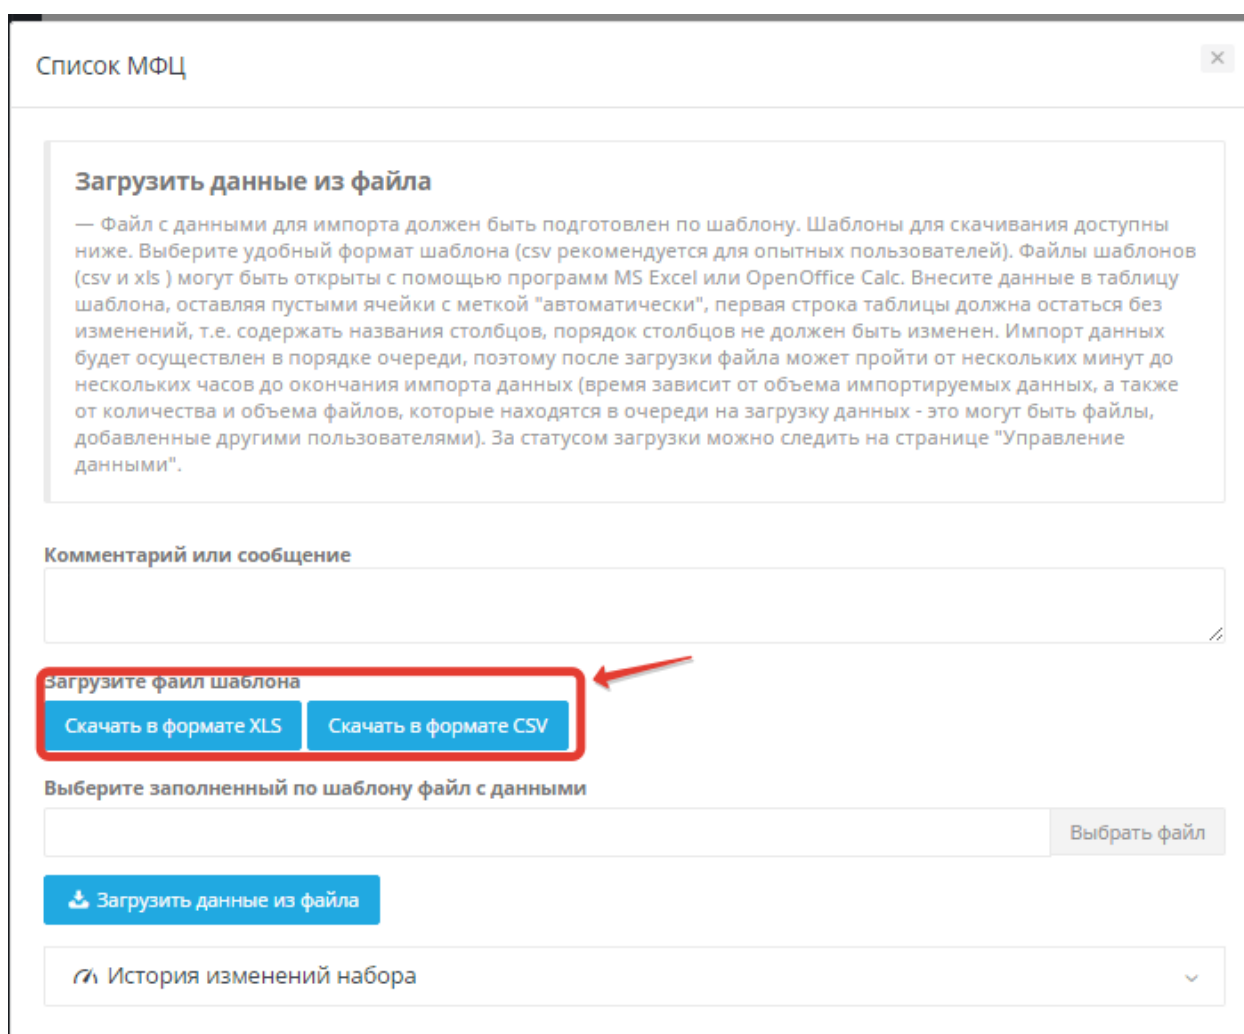 Список МФЦ
Загрузить данные из файла
— Файл с данными для импорта должен быть подготовлен по шаблону. Шаблоны для скачивания доступны
ниже. Выберите удобный формат шаблона (csv рекомендуется для опытных пользователей). Файлы шаблонов
(csv и xls ) могут быть открыты с помощью программ MS Excel или OpenOffice Calc. Внесите данные в таблицу
шаблона, оставляя пустыми ячейки с меткой "автоматически", первая строка таблицы должна остаться без
изменений, т.е. содержать названия столбцов, порядок столбцов не должен быть изменен. Импорт данных
будет осуществлен в порядке очереди, поэтому после загрузки файла может пройти от нескольких минут до
нескольких часов до окончания импорта данных (время зависит от объема импортируемых данных, а также
от количества и объема файлов, которые находятся в очереди на загрузку данных - это могут быть файлы,
добавленные другими пользователями). За статусом загрузки можно следить на странице "Управление
данными".
Комментарий или сообщение
Загрузите файл шаблона
Скачать в формате XLS Скачать в формате CSV
Выберите заполненный по шаблону файл с данными
Выбрать файл
Загрузить данные из файла
История изменений набора